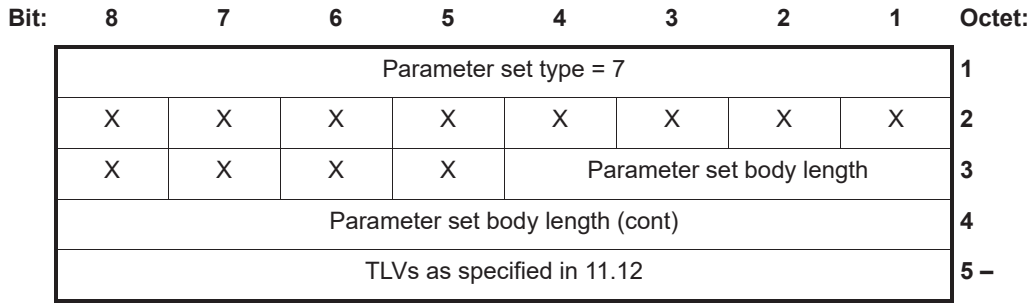 Bit: 8 7 6 5 4 3 2 1 Octet:
Parameter set type = 7 1
X X X X X X X X 2
X X X X Parameter set body length 3
Parameter set body length (cont) 4
TLVs as specified in 11.12 5 –